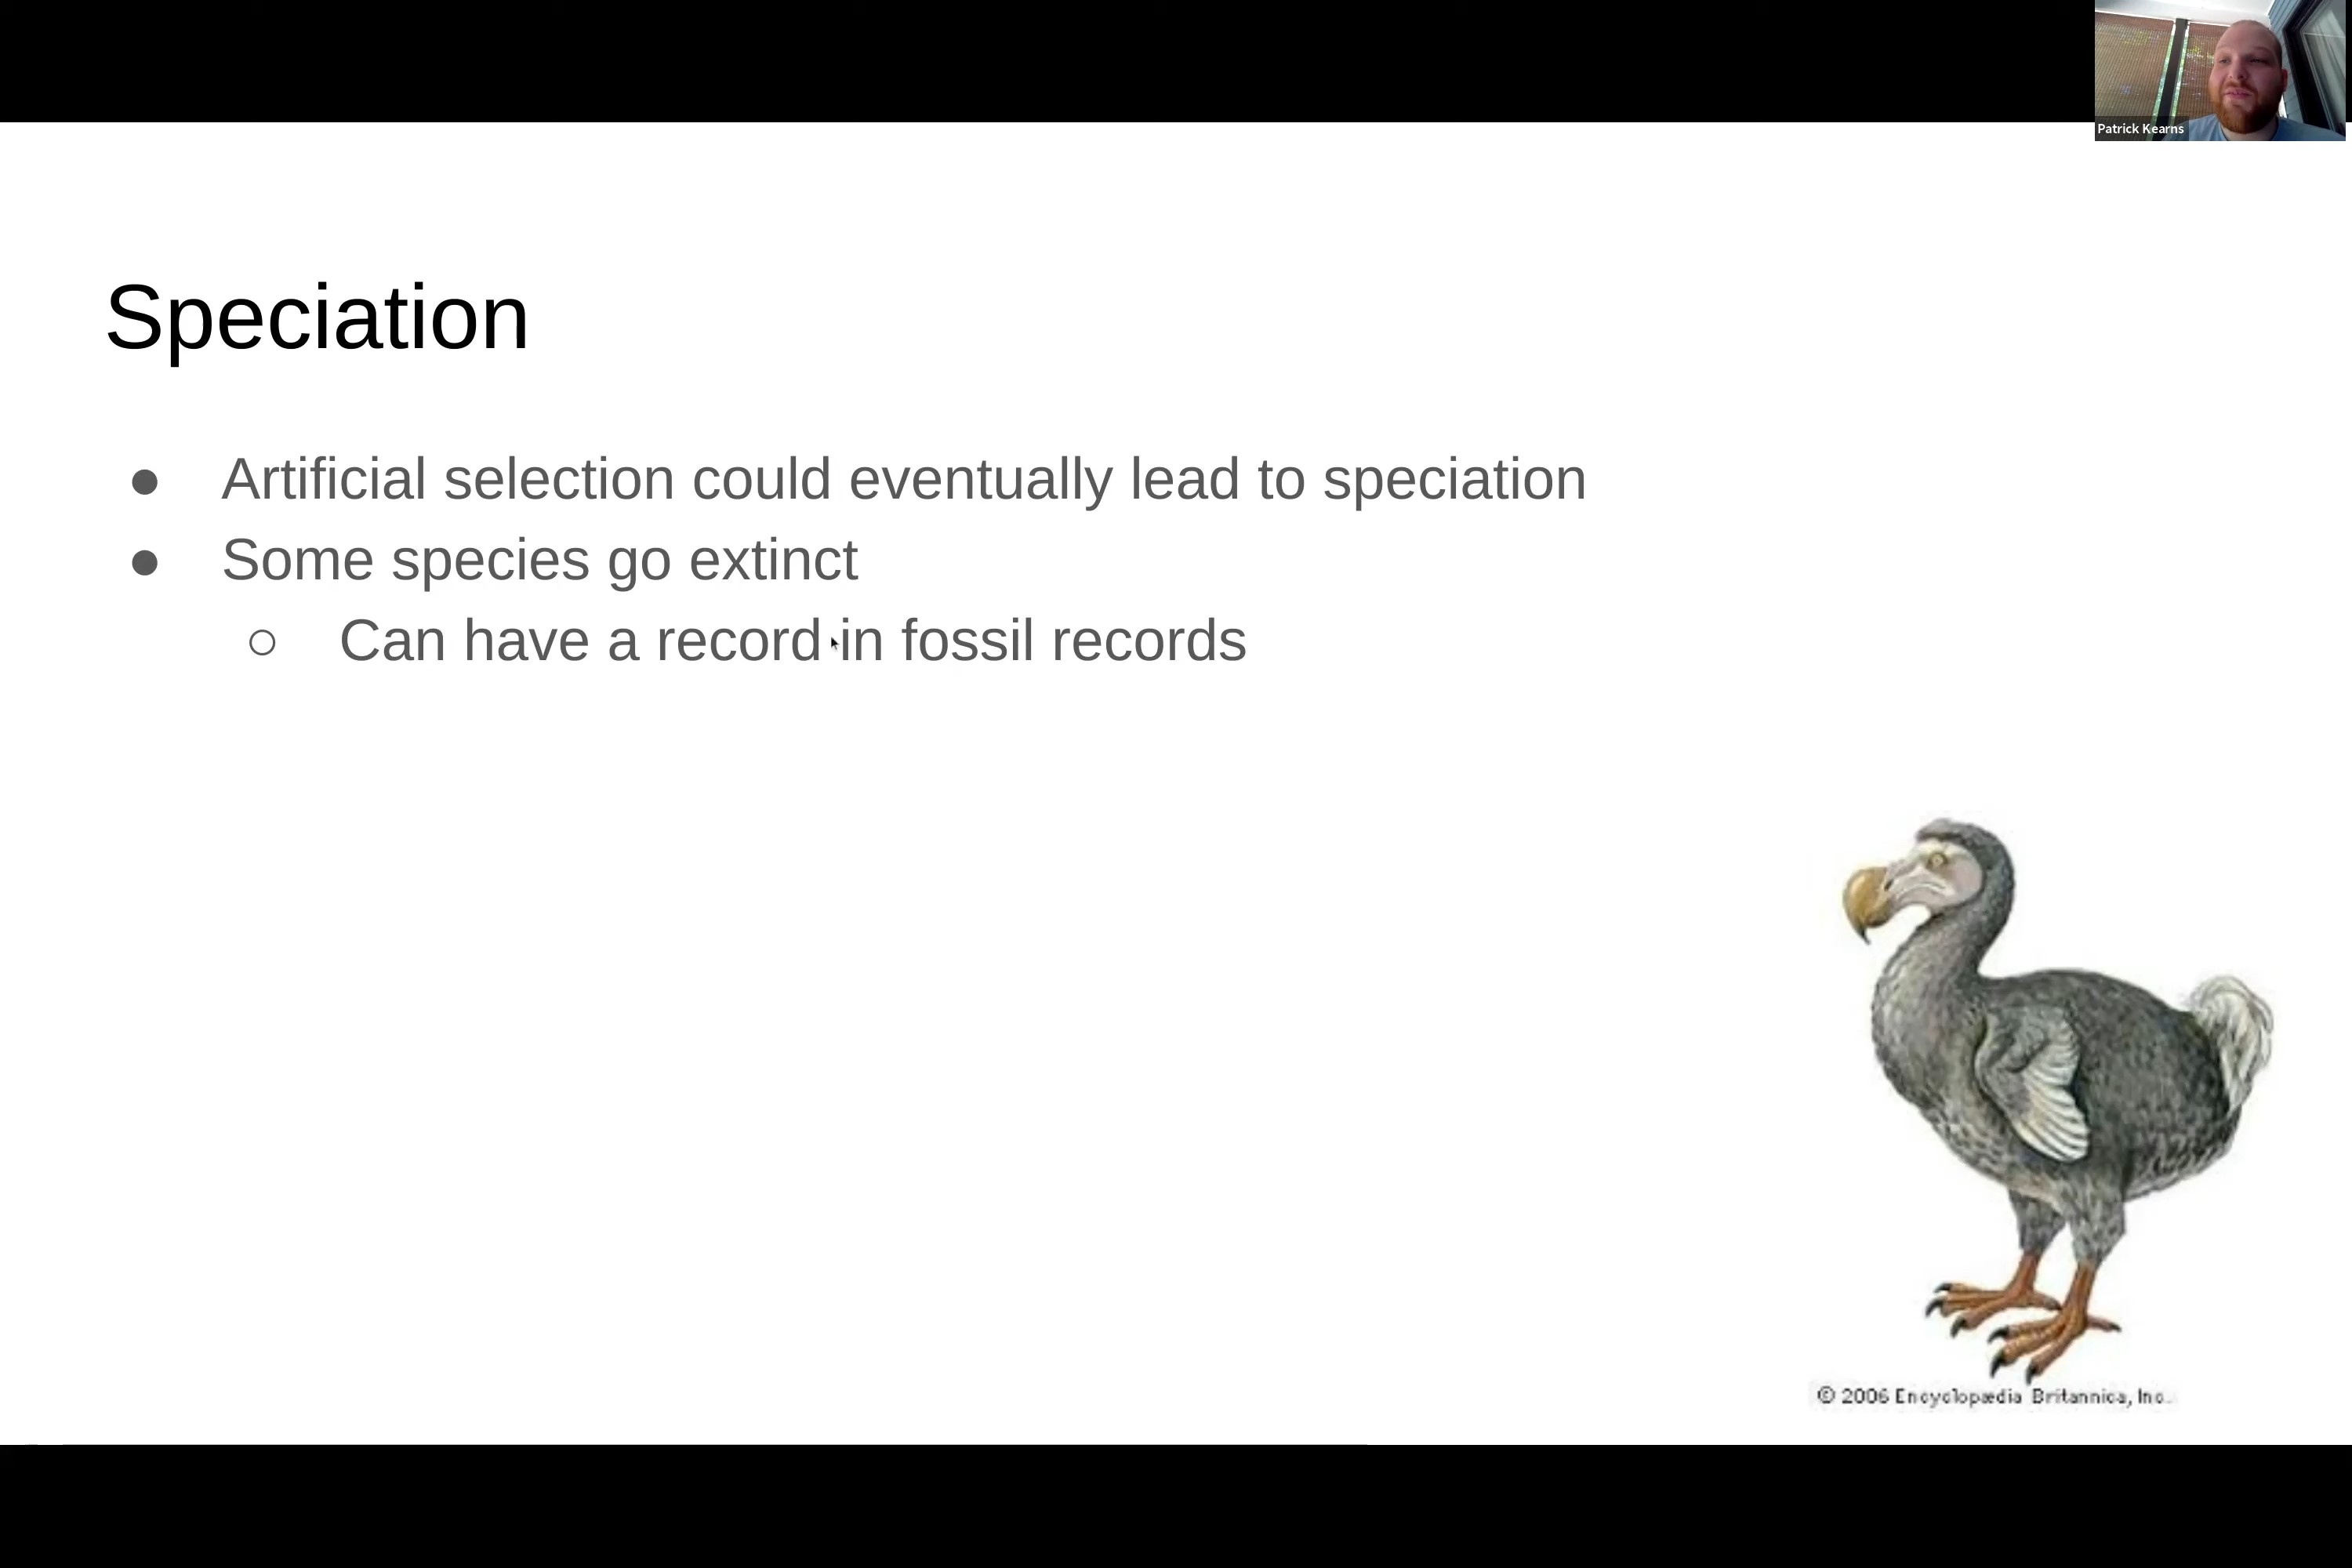 Patrick Kearns
Speciation
● Artificial selection could eventually lead to speciation
● Some species go extinct
○ Can have a record in fossil records
© 2006 Encyclopædia Britannica, Inc.